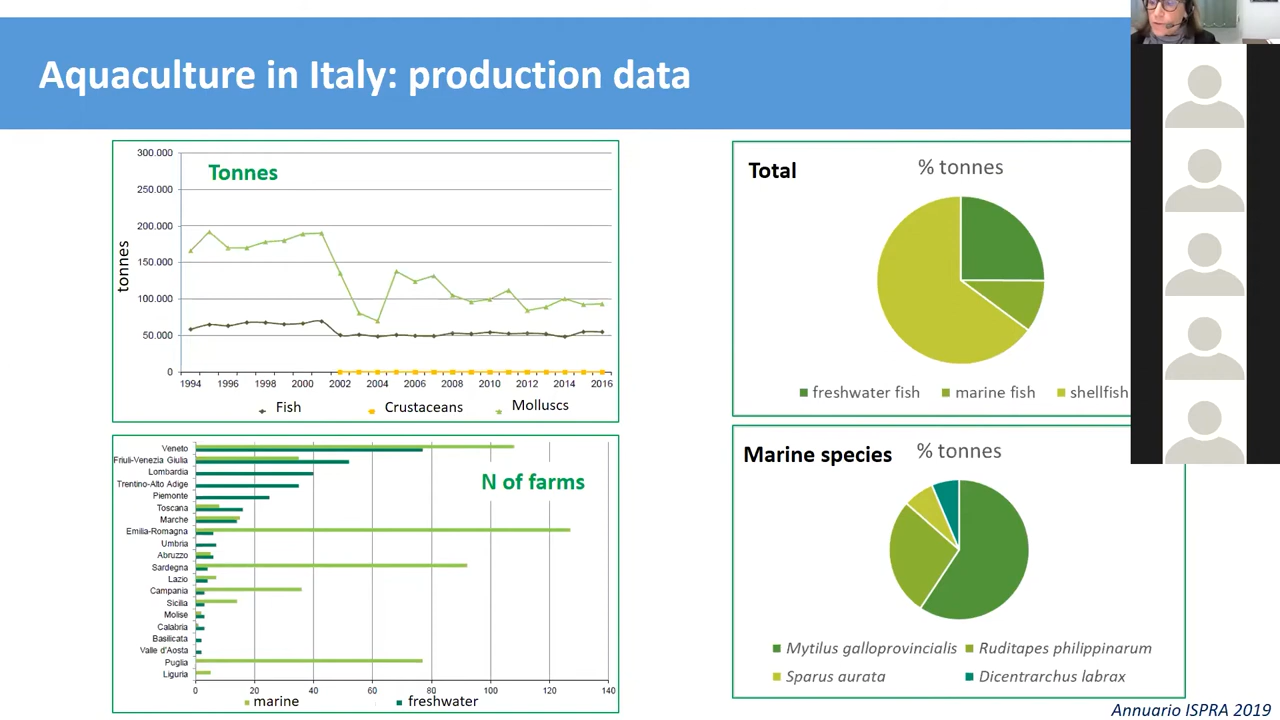 Aquaculture in Italy: production data
Tonnes
tonnes
300.000
250.000
200.000
150.000
100.000
50.000
0
1994 1996 1998 2000 2002 2004 2006 2008 2010 2012 2014 2016
Fish Crustaceans Molluscs
Total % tonnes
freshwater fish marine fish shellfish
N of farms
Veneto
Friuli-Venezia Giulia
Lombardia
Trentino-Alto Adige
Piemonte
Toscana
Marche
Emilia-Romagna
Umbria
Abruzzo
Sardegna
Lazio
Campania
Sicilia
Molise
Calabria
Basilicata
Valle d'Aosta
Puglia
Liguria
0 20 40 60 80 100 120 140
marine freshwater
Marine species % tonnes
Mytilus galloprovincialis Ruditapes philippinarum
Sparus aurata Dicentrarchus labrax
Annuario ISPRA 2019